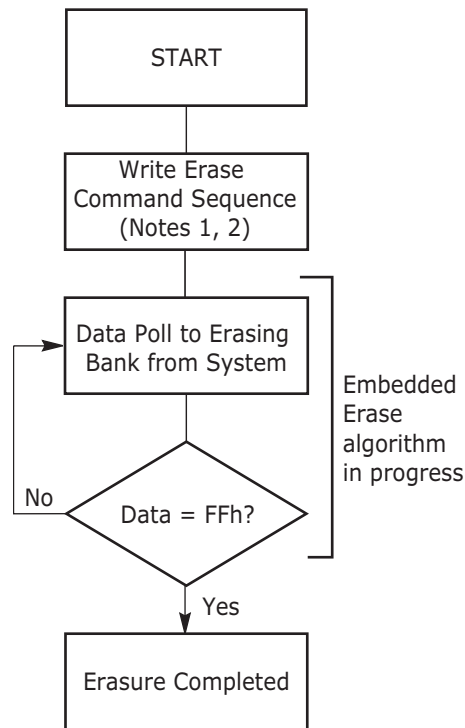 START
Write Erase
Command Sequence
(Notes 1, 2)
Data Poll to Erasing
Bank from System
Embedded
Erase
algorithm
in progress
No
Data = FFh?
Yes
Erasure Completed